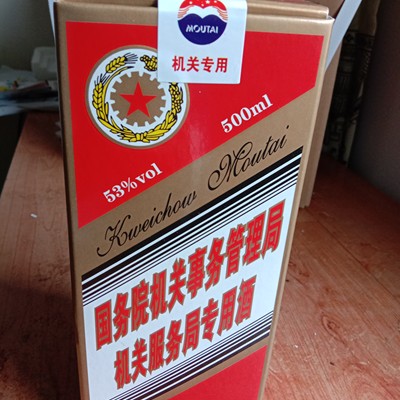 MOUTAI
机关专用
53%vol
500ml
Kweichow Moutai
国务院机关事务管理局
机关服务局专用酒